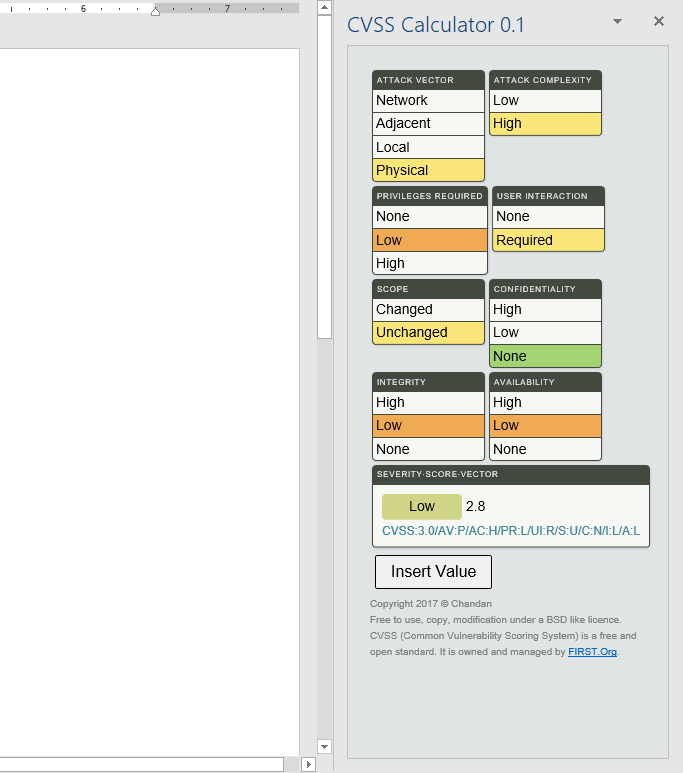 6 7
CVSS Calculator 0.1
ATTACK VECTOR
Network
Adjacent
Local
Physical
ATTACK COMPLEXITY
Low
High
PRIVILEGES REQUIRED
None
Low
High
USER INTERACTION
None
Required
SCOPE
Changed
Unchanged
CONFIDENTIALITY
High
Low
None
INTEGRITY
High
Low
None
AVAILABILITY
High
Low
None
SEVERITY·SCORE·VECTOR
Low 2.8
CVSS:3.0/AV:P/AC:H/PR:L/UI:R/S:U/C:N/I:L/A:L
Insert Value
Copyright 2017 © Chandan
Free to use, copy, modification under a BSD like licence.
CVSS (Common Vulnerability Scoring System) is a free and
open standard. It is owned and managed by FIRST.Org.